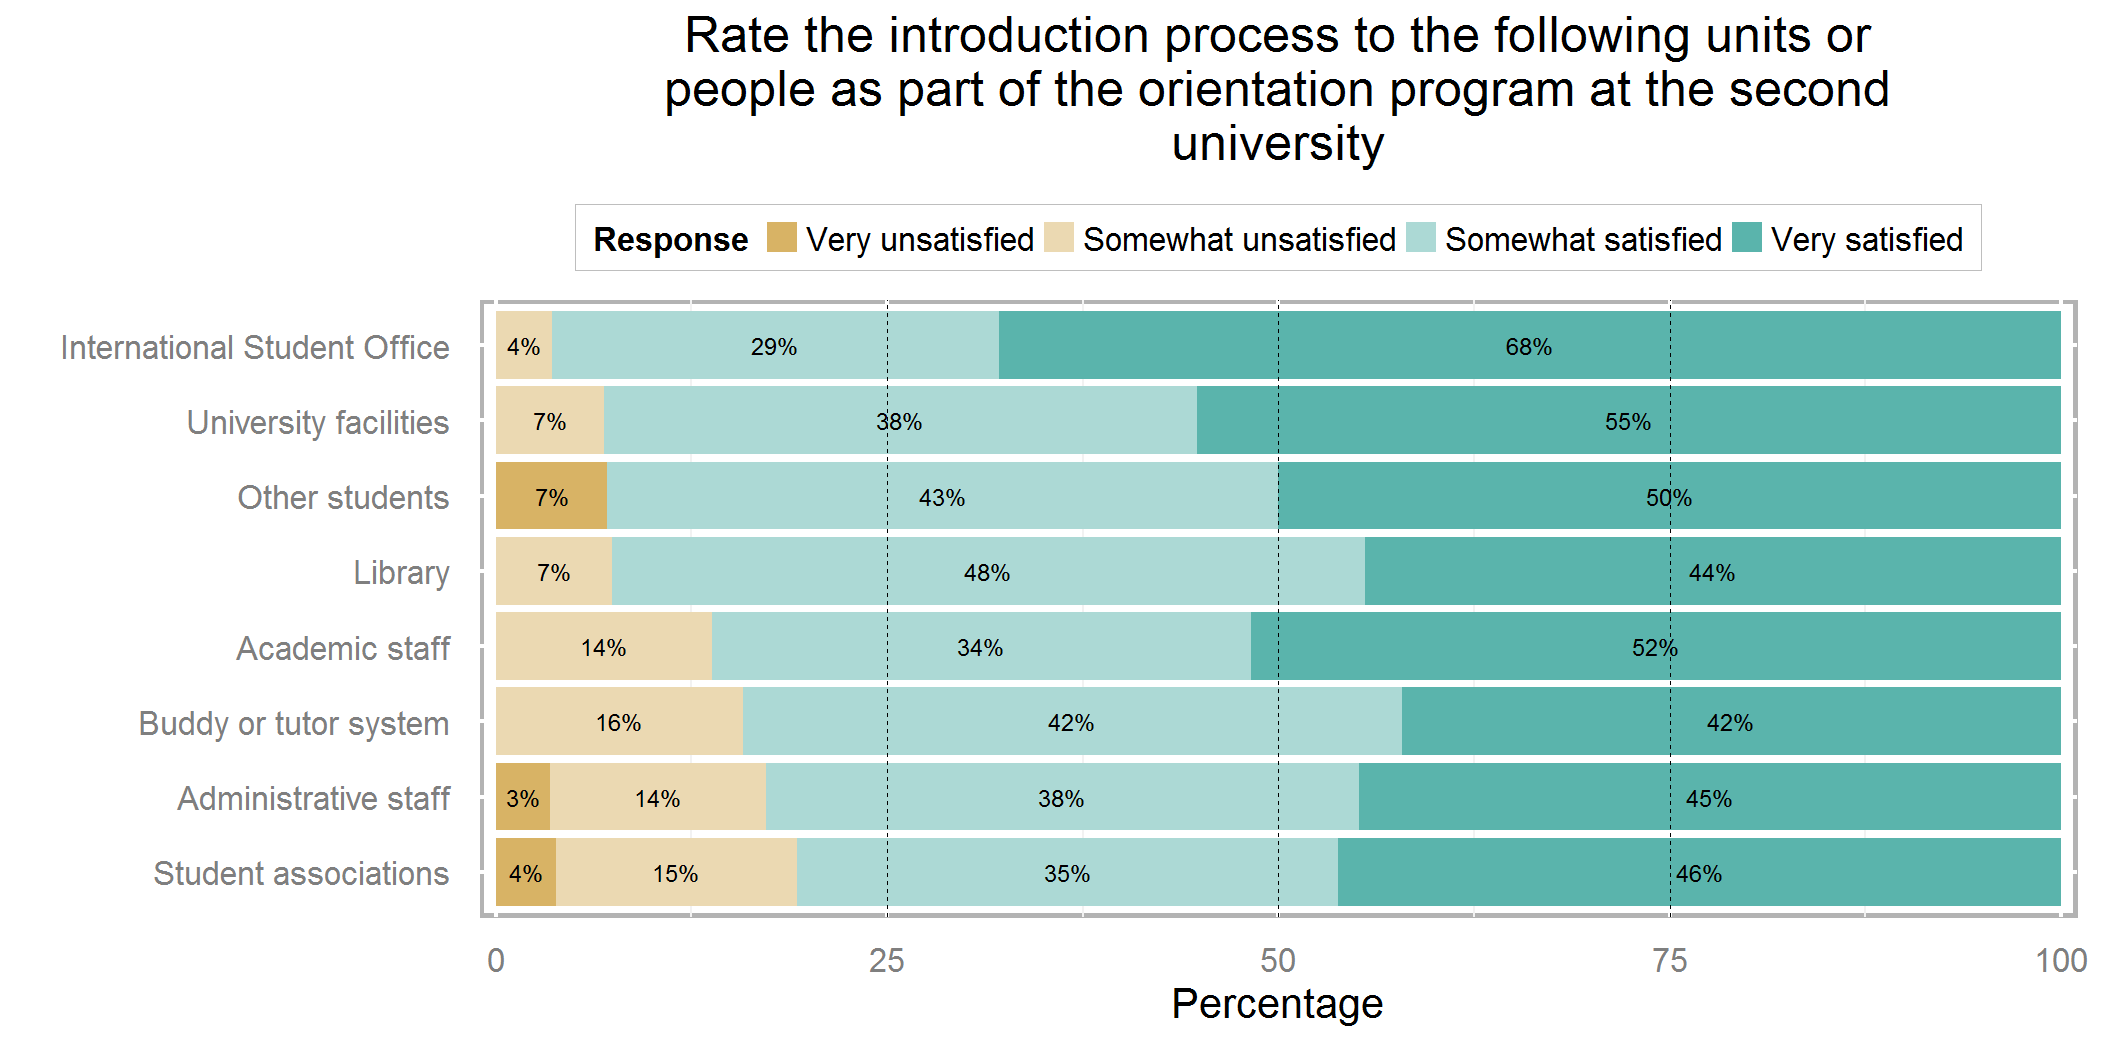 Rate the introduction process to the following units or
people as part of the orientation program at the second
university
Response Very unsatisfied Somewhat unsatisfied Somewhat satisfied Very satisfied
International Student Office 4% 29% 68%
University facilities 7% 38% 55%
Other students 7% 43% 50%
Library 7% 48% 44%
Academic staff 14% 34% 52%
Buddy or tutor system 16% 42% 42%
Administrative staff 3% 14% 38% 45%
Student associations 4% 15% 35% 46%
0 25 50 75 100
Percentage